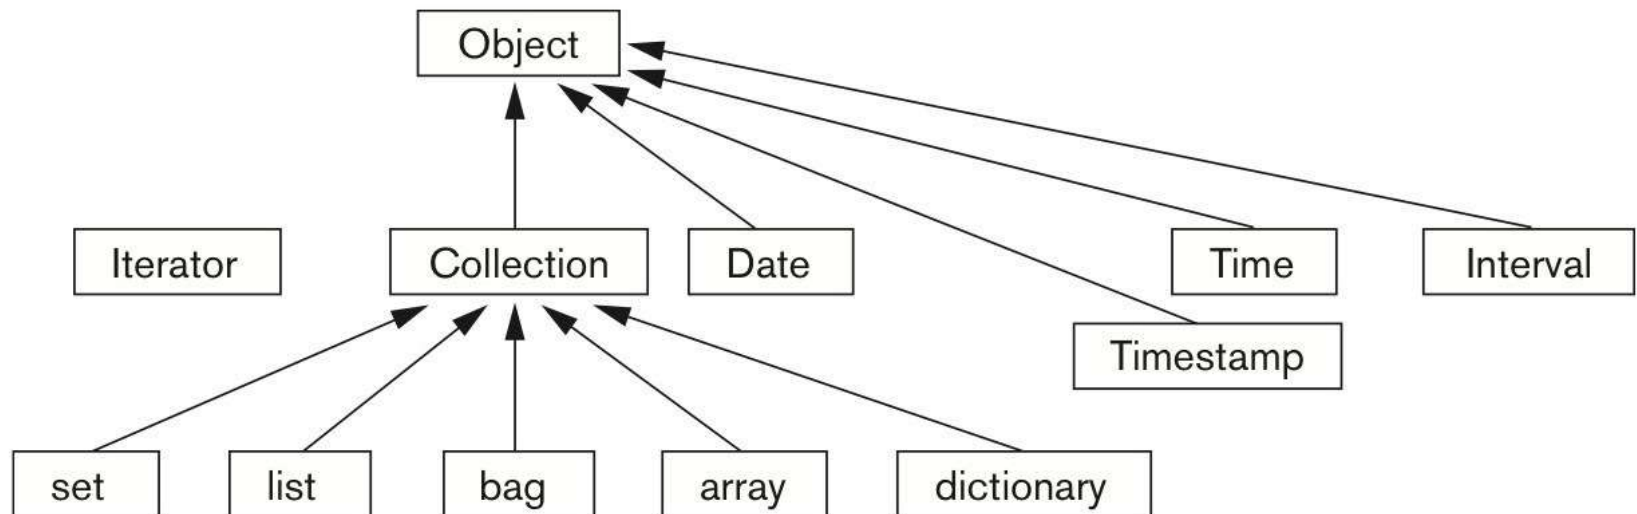 Object
Iterator
Collection
Date
Time
Interval
Timestamp
set
list
bag
array
dictionary